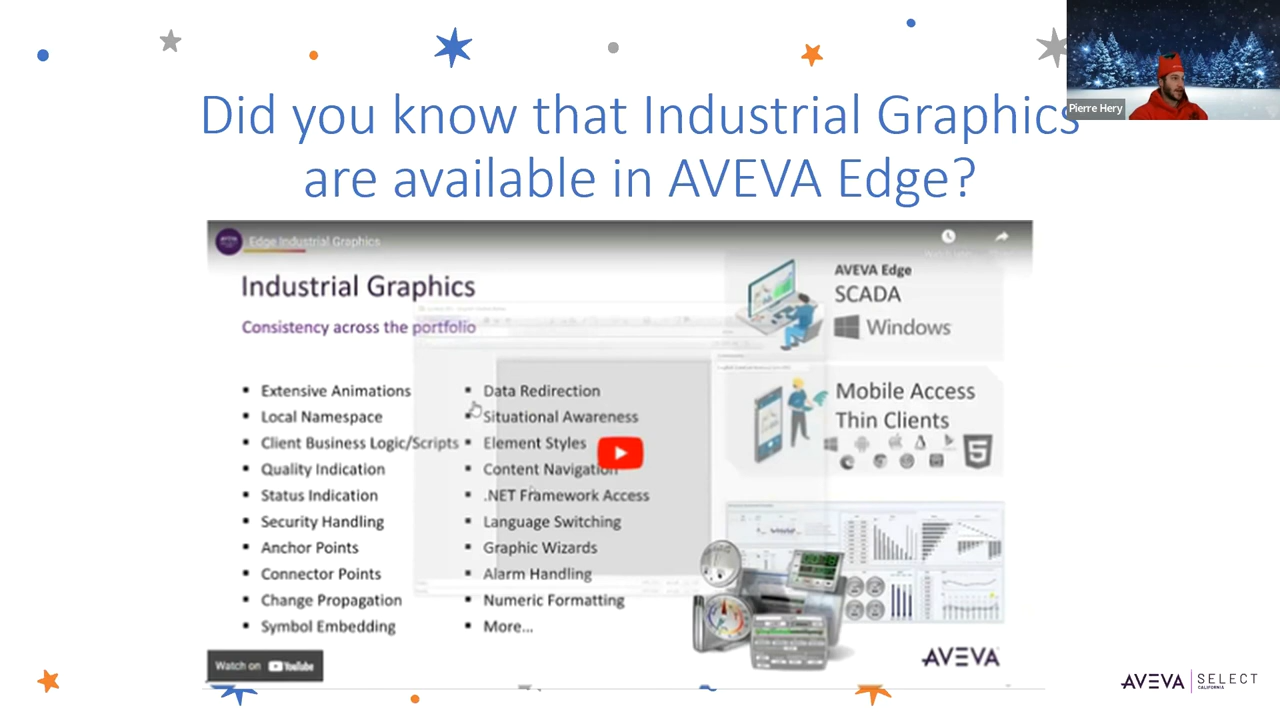 Did you know that Industrial Graphics
are available in AVEVA Edge?
Pierre Hery
Edge Industrial Graphics
Industrial Graphics
Consistency across the portfolio
▪ Extensive Animations
▪ Local Namespace
▪ Client Business Logic/Scripts
▪ Quality Indication
▪ Status Indication
▪ Security Handling
▪ Anchor Points
▪ Connector Points
▪ Change Propagation
▪ Symbol Embedding
▪ Data Redirection
▪ Situational Awareness
▪ Element Styles
▪ Content Navigation
▪ .NET Framework Access
▪ Language Switching
▪ Graphic Wizards
▪ Alarm Handling
▪ Numeric Formatting
▪ More...
AVEVA Edge
SCADA
Windows
Mobile Access
Thin Clients
AVEVA
Watch on YouTube
AVEVA SELECT
CALIFORNIA